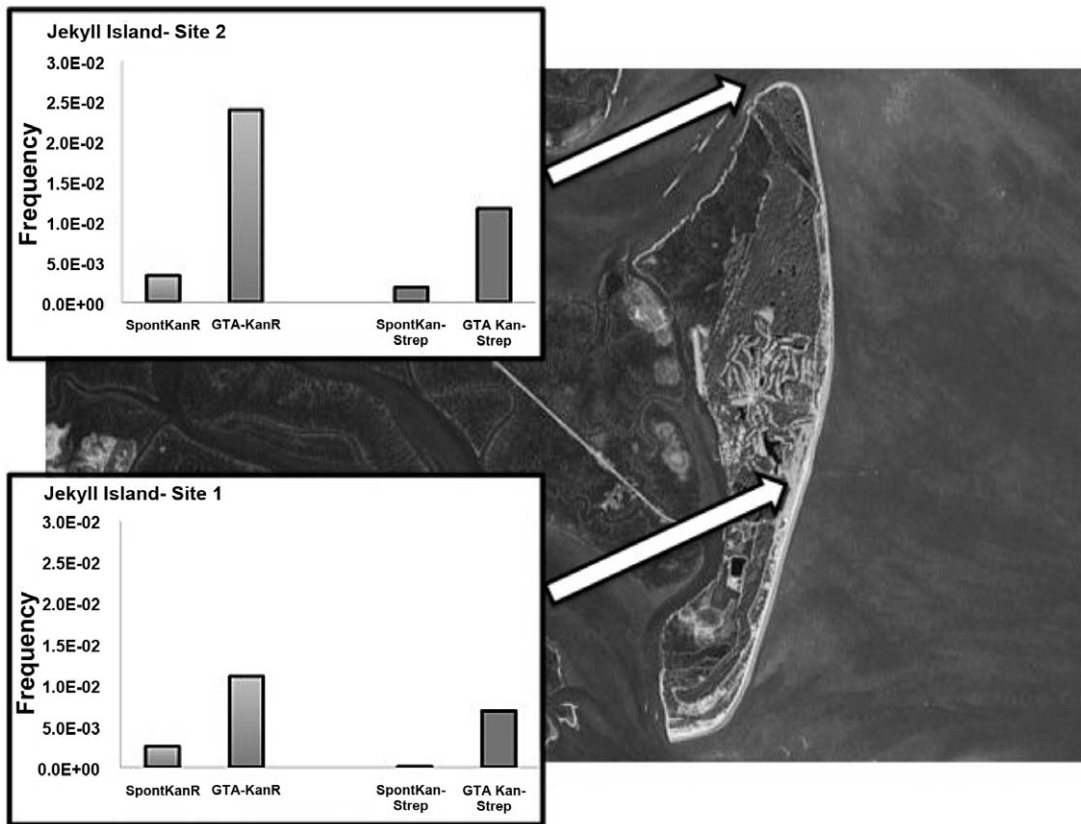 Jekyll Island- Site 2
Frequency
3.0E-02
2.5E-02
2.0E-02
1.5E-02
1.0E-02
5.0E-03
0.0E+00
SpontKanR
GTA-KanR
SpontKan-
Strep
GTA Kan-
Strep
Jekyll Island- Site 1
Frequency
3.0E-02
2.5E-02
2.0E-02
1.5E-02
1.0E-02
5.0E-03
0.0E+00
SpontKanR
GTA-KanR
SpontKan-
Strep
GTA Kan-
Strep